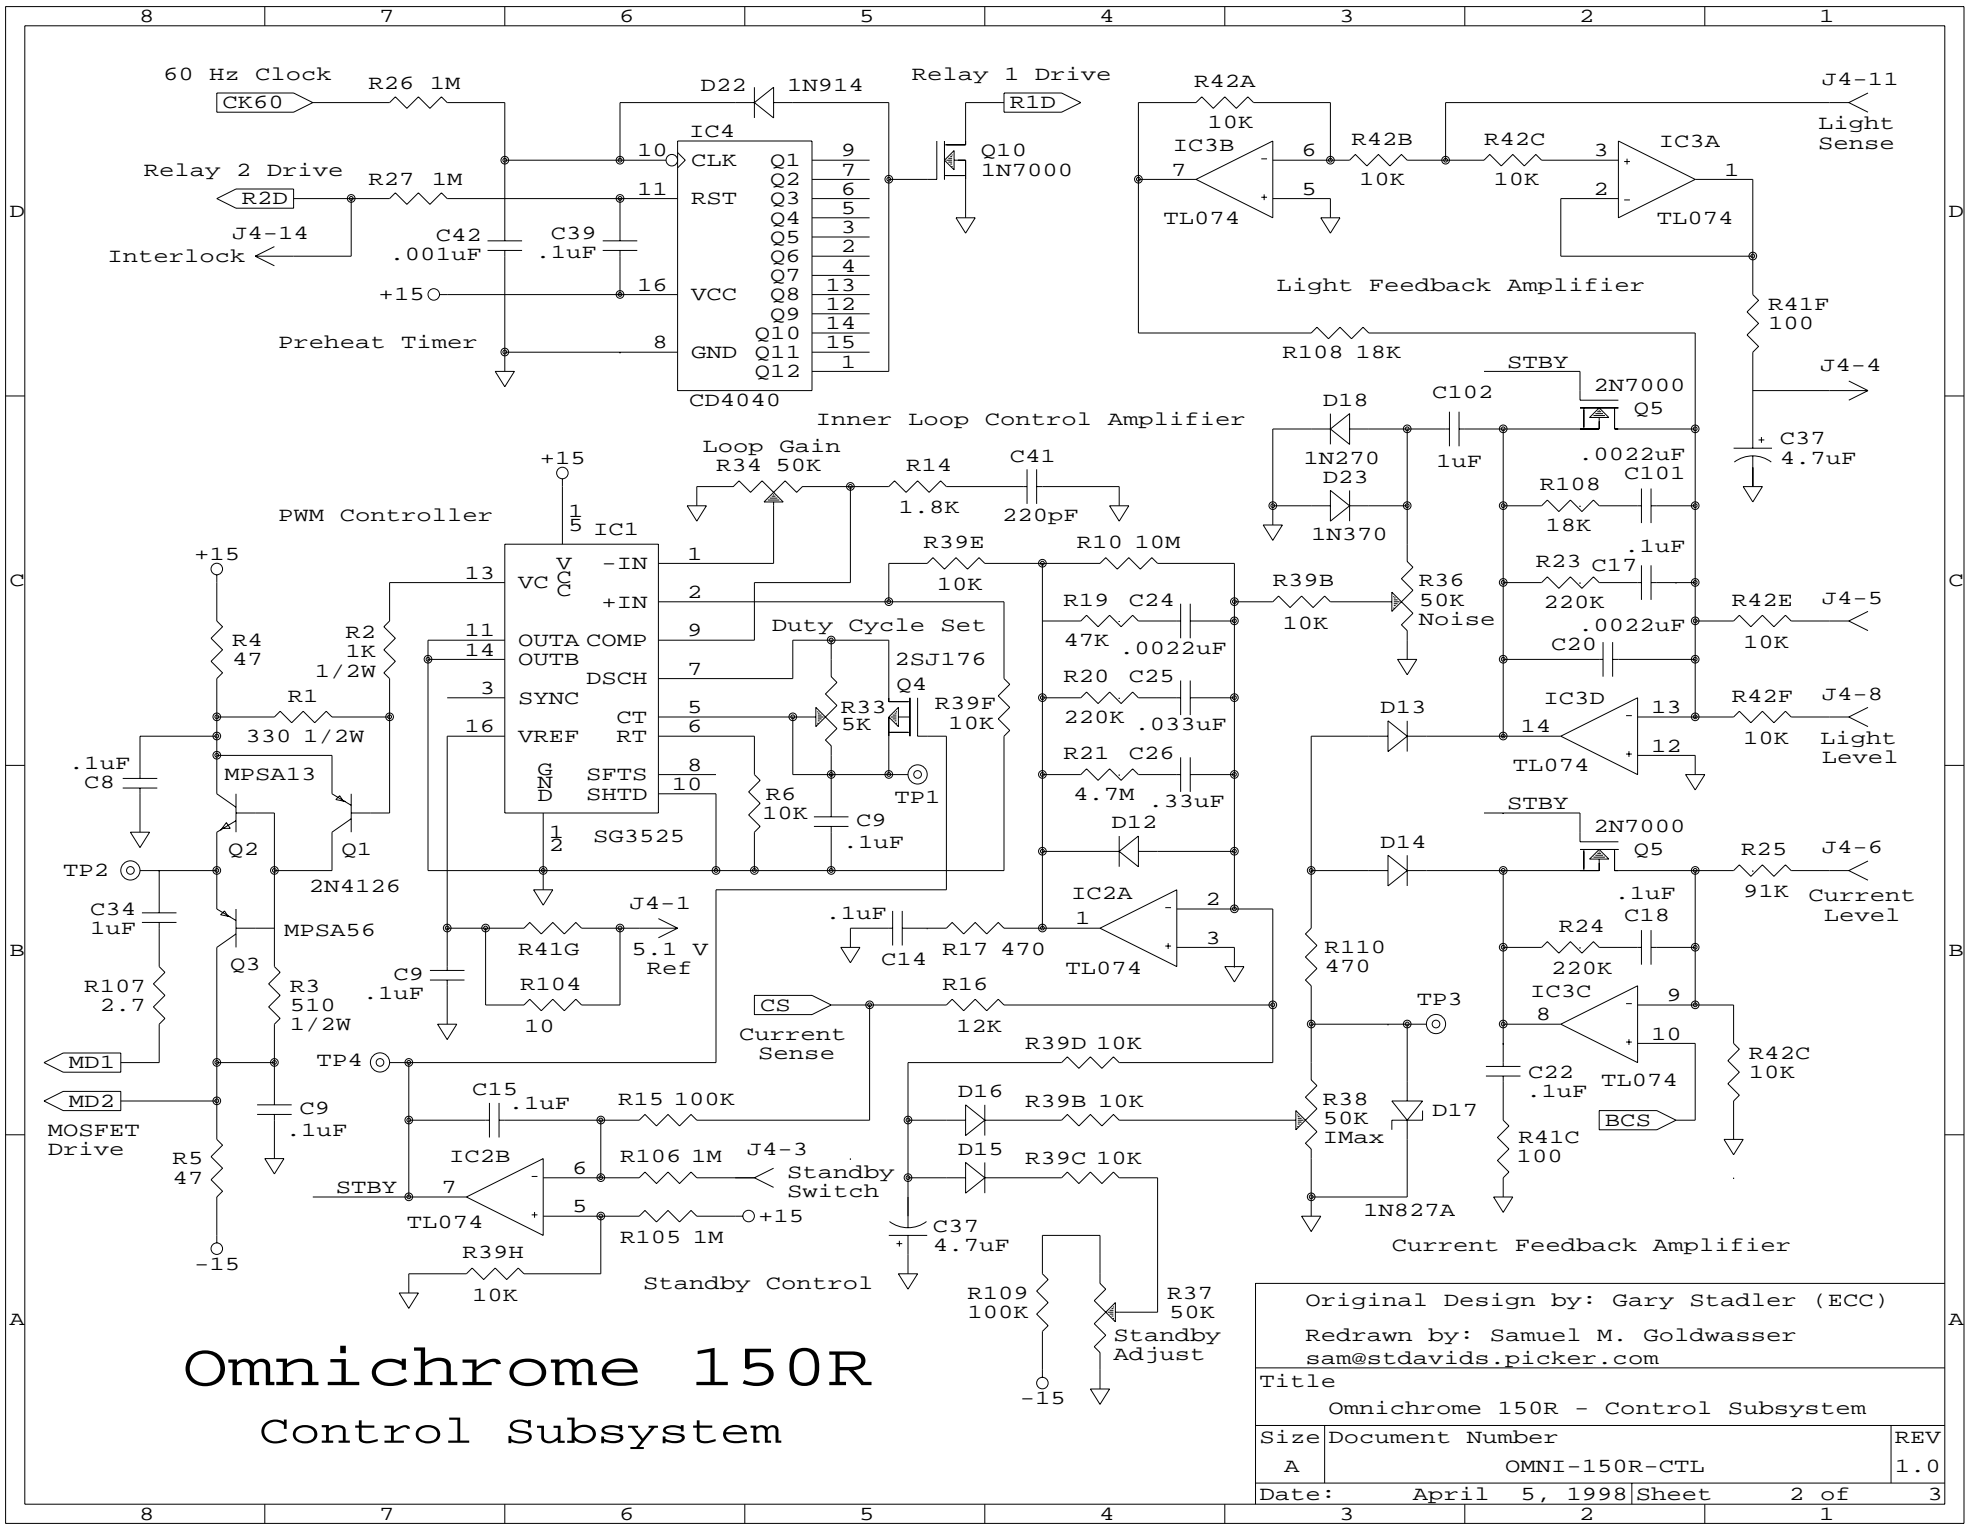 8 7 6 5 4 3 2 1
60 Hz Clock
CK60
R26 1M
D22 1N914
Relay 1 Drive
R1D
R42A
10K
J4-11
Light
Sense
IC4
10 CLK
Q1 9
Q2 7
Q3 6
Q4 5
Q5 3
Q6 2
Q7 4
Q8 13
Q9 12
Q10 14
Q11 15
Q12 1
11 RST
16 VCC
8 GND
CD4040
Q10
1N7000
IC3B
7
-
6
+
5
TL074
R42B
10K
R42C
10K
IC3A
3
+
2
-
1
TL074
Relay 2 Drive
R2D
R27 1M
J4-14
Interlock
C42
.001uF
C39
.1uF
+15
Preheat Timer
D
D
Light Feedback Amplifier
R41F
100
R108 18K
STBY
2N7000
Q5
J4-4
D18
1N270
D23
1N370
C102
1uF
.0022uF
C101
R108
18K
C37
4.7uF
+
Inner Loop Control Amplifier
Loop Gain
R34 50K
R14
1.8K
C41
220pF
PWM Controller
+15
1
5
IC1
13 VC
V
C
C
-IN 1
+IN 2
11 OUTA
14 OUTB
COMP 9
DSCH 7
3 SYNC
CT 5
RT 6
16 VREF
G
N
D
SFTS 8
SHTD 10
1
2
SG3525
+15
C
C
R4
47
R2
1K
1/2W
R1
330 1/2W
.1uF
C8
MPSA13
Q2
Q1
2N4126
TP2
C34
1uF
MPSA56
Q3
R107
2.7
R3
510
1/2W
MD1
MD2
MOSFET
Drive
C9
.1uF
R5
47
-15
R39E
10K
R10 10M
R19 C24
47K
.0022uF
R20 C25
220K
.033uF
R21 C26
4.7M
.33uF
D12
Duty Cycle Set
2SJ176
Q4
R33
5K
R39F
10K
R6
10K
C9
.1uF
TP1
R39B
10K
R36
50K
Noise
.1uF
R23 C17
220K
.0022uF
C20
R42E
10K
J4-5
IC3D
14
-
13
+
12
TL074
R42F
10K
J4-8
Light
Level
D13
STBY
2N7000
Q5
D14
R25
91K
J4-6
Current
Level
.1uF
R24 C18
220K
IC3C
8
-
9
+
10
TL074
C22
.1uF
R41C
100
BCS
R42C
10K
B
B
IC2A
1
-
2
+
3
TL074
.1uF
C14
R17 470
J4-1
5.1 V
Ref
R41G
R104
10
C9
.1uF
CS
Current
Sense
R16
12K
R110
470
TP3
R39D 10K
D16
R39B 10K
R38
50K
IMax
D17
1N827A
D15
R39C 10K
TP4
C15
.1uF
R15 100K
IC2B
7
-
6
+
5
TL074
STBY
R106 1M
J4-3
Standby
Switch
R105 1M
+15
R39H
10K
Standby Control
C37
4.7uF
+
R109
100K
R37
50K
Standby
Adjust
-15
Current Feedback Amplifier
A
A
Omnichrome 150R
Control Subsystem
Original Design by: Gary Stadler (ECC)
Redrawn by: Samuel M. Goldwasser
sam@stdavids.picker.com
Title
Omnichrome 150R - Control Subsystem
Size Document Number REV
A OMNI-150R-CTL 1.0
Date: April 5, 1998 Sheet 2 of 3
8 7 6 5 4 3 2 1